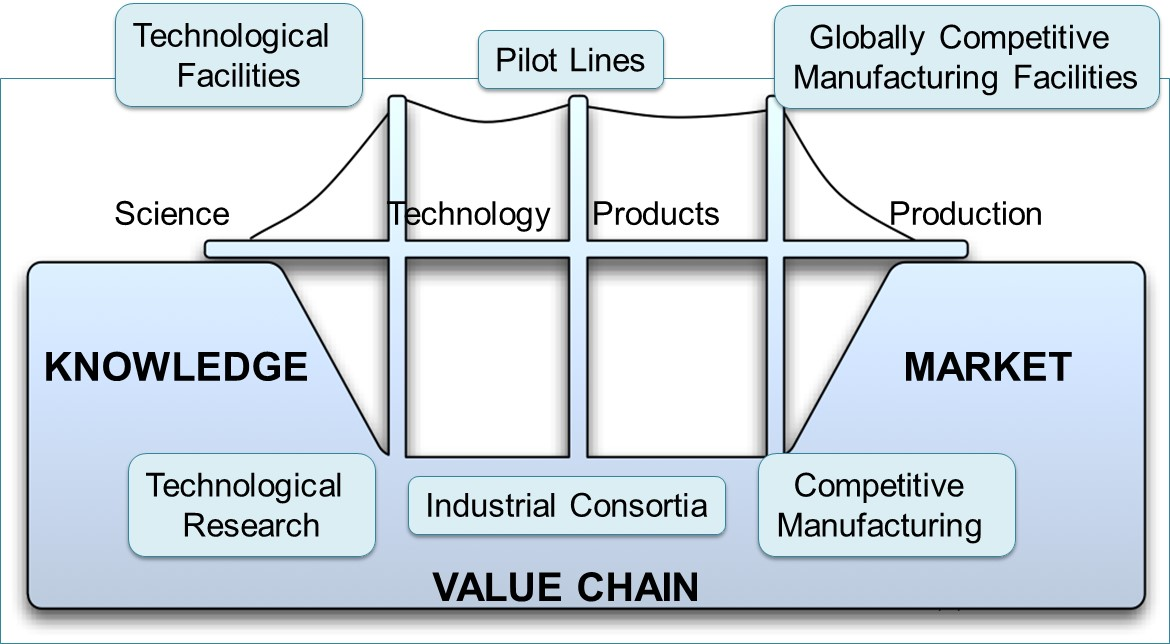 Technological
Facilities
Pilot Lines
Globally Competitive
Manufacturing Facilities
Science
Technology
Products
Production
KNOWLEDGE
MARKET
Technological
Research
Industrial Consortia
Competitive
Manufacturing
VALUE CHAIN